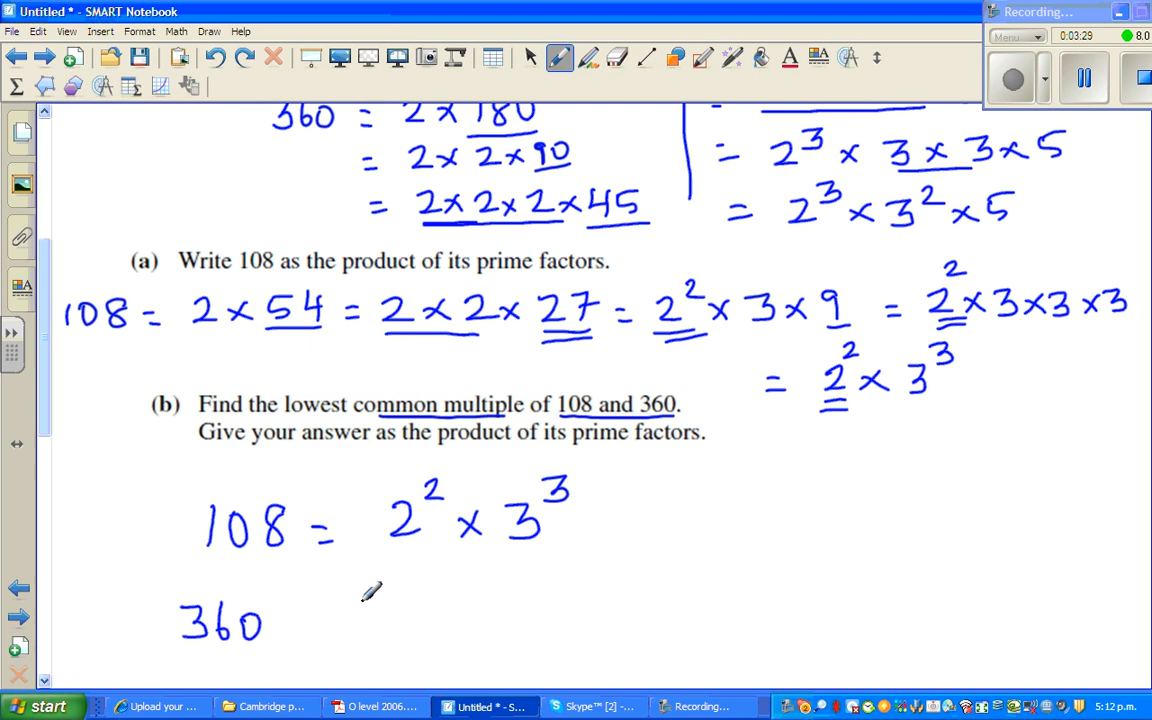 Untitled * - SMART Notebook
Recording...
File Edit View Insert Format Math Draw Help
Menu 0:03:29 8.0
360 = 2 × 180
= 2 × 2 × 90
= 2 × 2 × 2 × 45
=
= 2³ × 3 × 3 × 5
= 2³ × 3² × 5
(a) Write 108 as the product of its prime factors.
108 = 2 × 54 = 2 × 2 × 27 = 2² × 3 × 9 = 2² × 3 × 3 × 3
= 2² × 3³
(b) Find the lowest common multiple of 108 and 360.
Give your answer as the product of its prime factors.
108 = 2² × 3³
360
start Upload your ... Cambridge p... O level 2006.... Untitled * - S... Skype™ [2] -... Recording... 5:12 p.m.